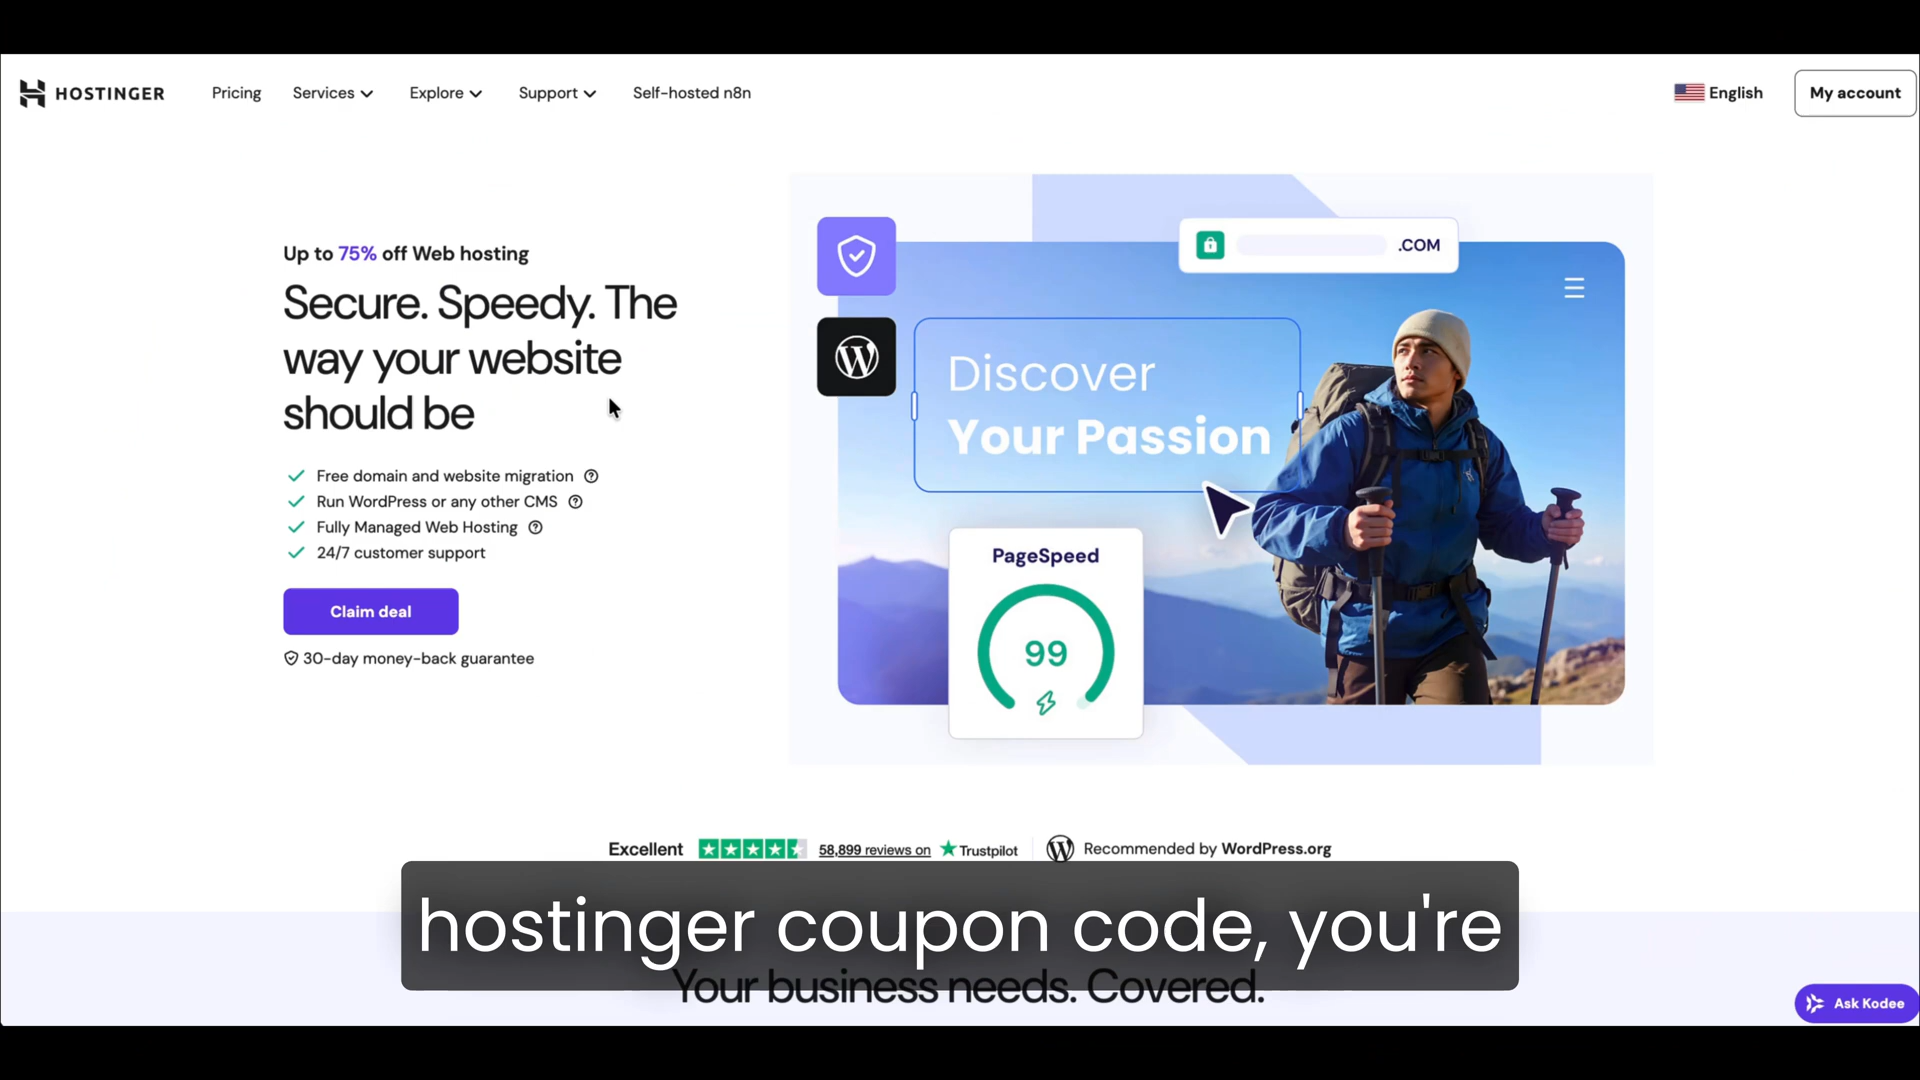 HOSTINGER
Pricing
Services
Explore
Support
Self-hosted n8n
English
My account
Up to 75% off Web hosting
Secure. Speedy. The
way your website
should be
Free domain and website migration
Run WordPress or any other CMS
Fully Managed Web Hosting
24/7 customer support
Claim deal
30-day money-back guarantee
.COM
Discover
Your Passion
PageSpeed
99
Excellent
58,899 reviews on
Trustpilot
Recommended by WordPress.org
hostinger coupon code, you're
Your business needs. Covered.
Ask Kodee